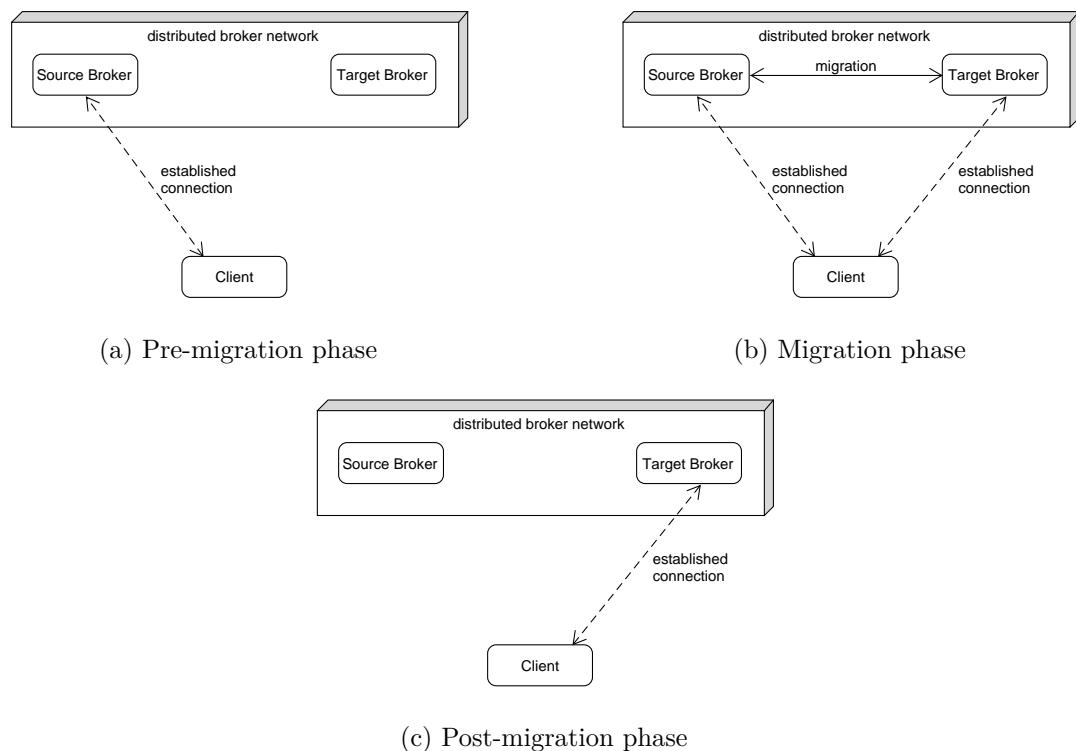 distributed broker network
Source Broker
Target Broker
established
connection
Client
(a) Pre-migration phase
distributed broker network
Source Broker
migration
Target Broker
established
connection
established
connection
Client
(b) Migration phase
distributed broker network
Source Broker
Target Broker
established
connection
Client
(c) Post-migration phase